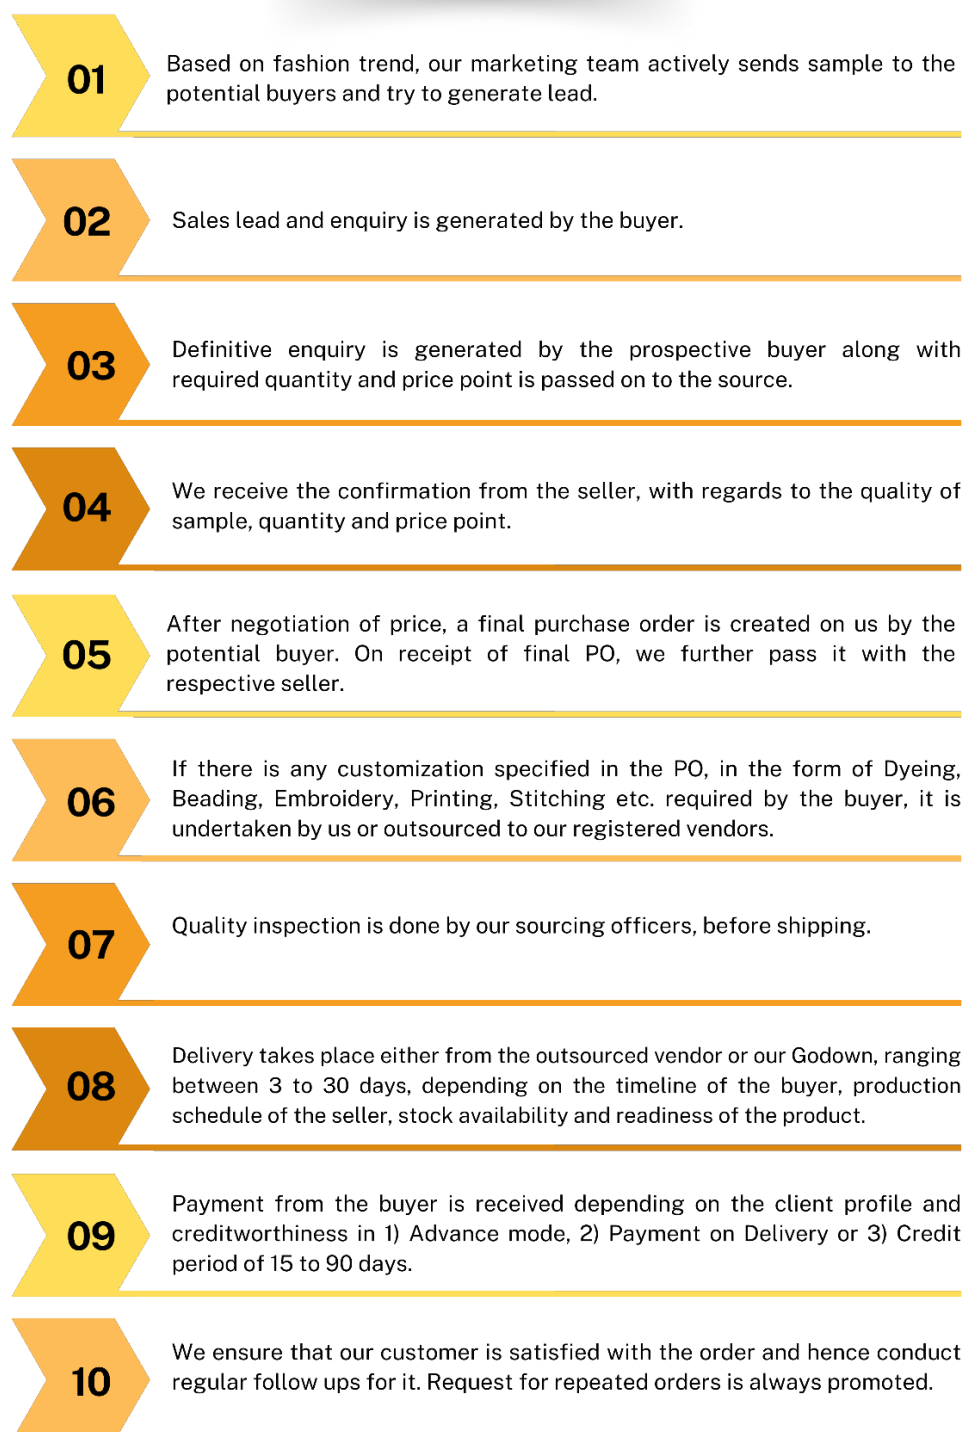 01
Based on fashion trend, our marketing team actively sends sample to the
potential buyers and try to generate lead.
02
Sales lead and enquiry is generated by the buyer.
03
Definitive enquiry is generated by the prospective buyer along with
required quantity and price point is passed on to the source.
04
We receive the confirmation from the seller, with regards to the quality of
sample, quantity and price point.
05
After negotiation of price, a final purchase order is created on us by the
potential buyer. On receipt of final PO, we further pass it with the
respective seller.
06
If there is any customization specified in the PO, in the form of Dyeing,
Beading, Embroidery, Printing, Stitching etc. required by the buyer, it is
undertaken by us or outsourced to our registered vendors.
07
Quality inspection is done by our sourcing officers, before shipping.
08
Delivery takes place either from the outsourced vendor or our Godown, ranging
between 3 to 30 days, depending on the timeline of the buyer, production
schedule of the seller, stock availability and readiness of the product.
09
Payment from the buyer is received depending on the client profile and
creditworthiness in 1) Advance mode, 2) Payment on Delivery or 3) Credit
period of 15 to 90 days.
10
We ensure that our customer is satisfied with the order and hence conduct
regular follow ups for it. Request for repeated orders is always promoted.